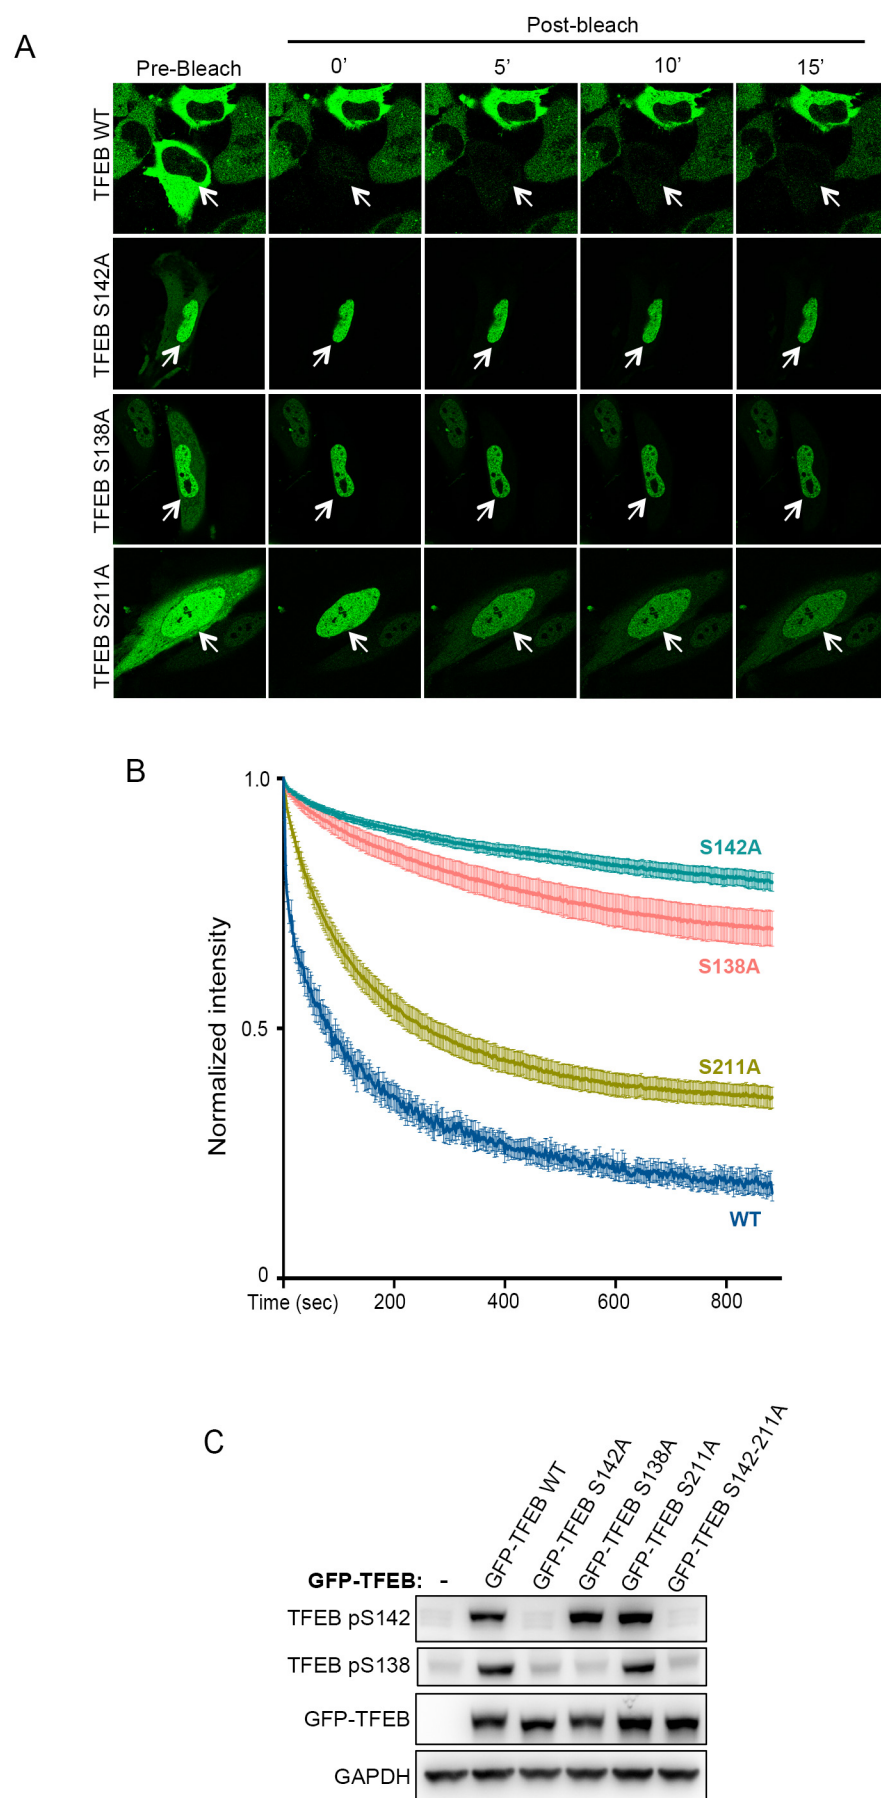 A
Post-bleach
Pre-Bleach 0’ 5’ 10’ 15’
TFEB WT
TFEB S142A
TFEB S138A
TFEB S211A
B
1.0
0.5
0
Normalized intensity
S142A
S138A
S211A
WT
Time (sec) 200 400 600 800
C
GFP-TFEB: - GFP-TFEB WT GFP-TFEB S142A GFP-TFEB S138A GFP-TFEB S211A GFP-TFEB S142-211A
TFEB pS142
TFEB pS138
GFP-TFEB
GAPDH